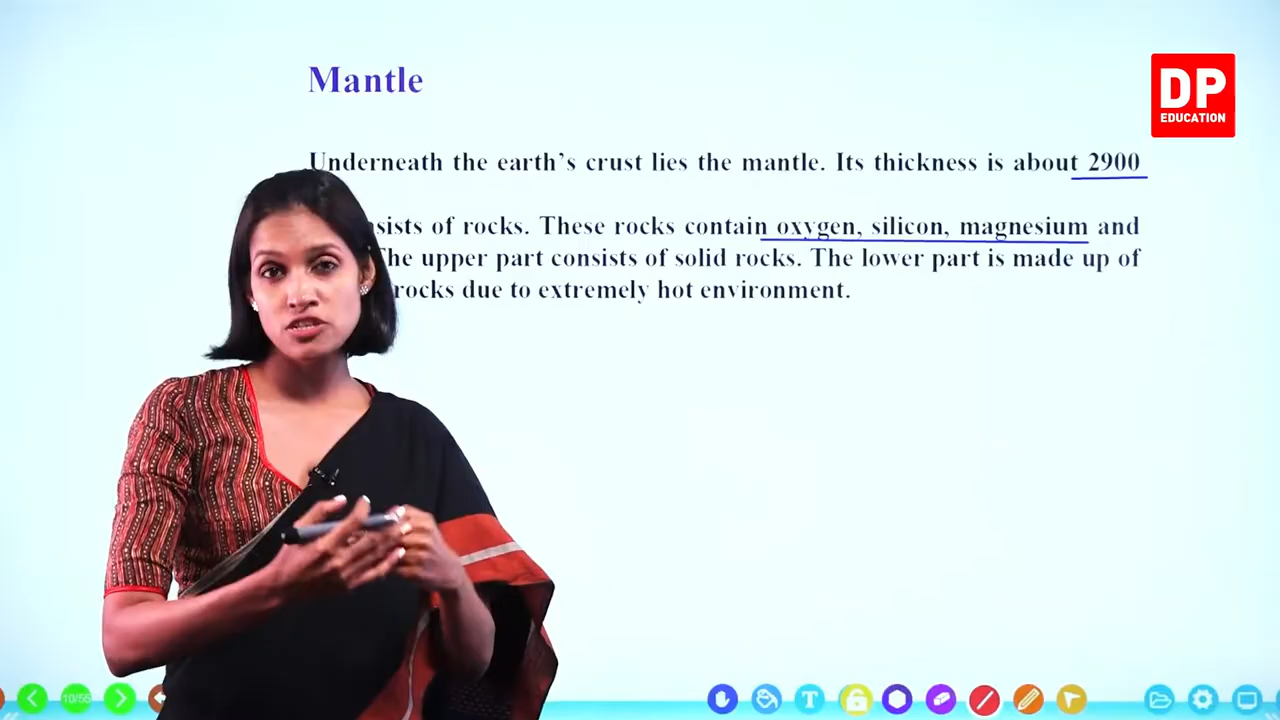 Mantle
DP
EDUCATION
Underneath the earth's crust lies the mantle. Its thickness is about 2900
of rocks. These rocks contain oxygen, silicon, magnesium and
The upper part consists of solid rocks. The lower part is made up of
rocks due to extremely hot environment.
10/55
T